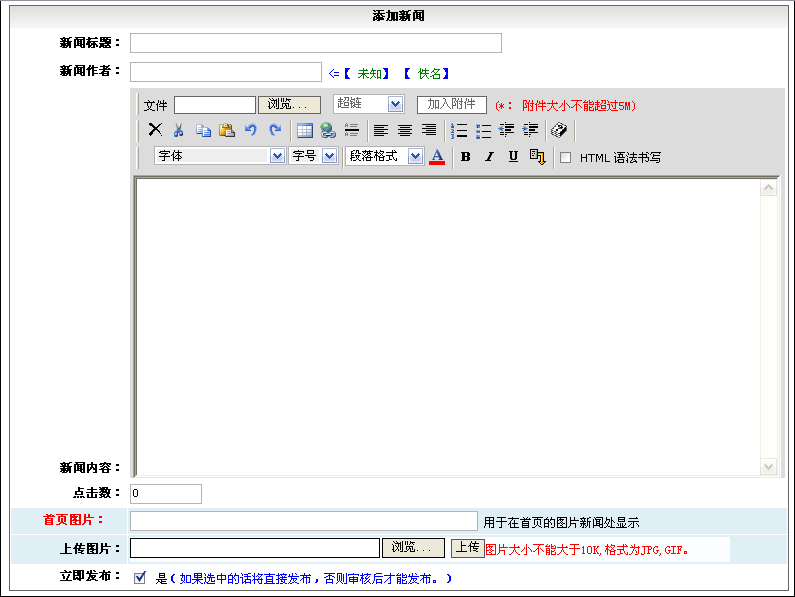 添加新闻
新闻标题：
新闻作者： <=【 未知】 【 佚名】
文件 浏览... 超链 加入附件 (*： 附件大小不能超过5M)
字体 字号 段落格式 A B I U HTML 语法书写
新闻内容：
点击数： 0
首页图片： 用于在首页的图片新闻处显示
上传图片： 浏览... 上传 图片大小不能大于10K,格式为JPG,GIF。
立即发布： 是（如果选中的话将直接发布，否则审核后才能发布。）